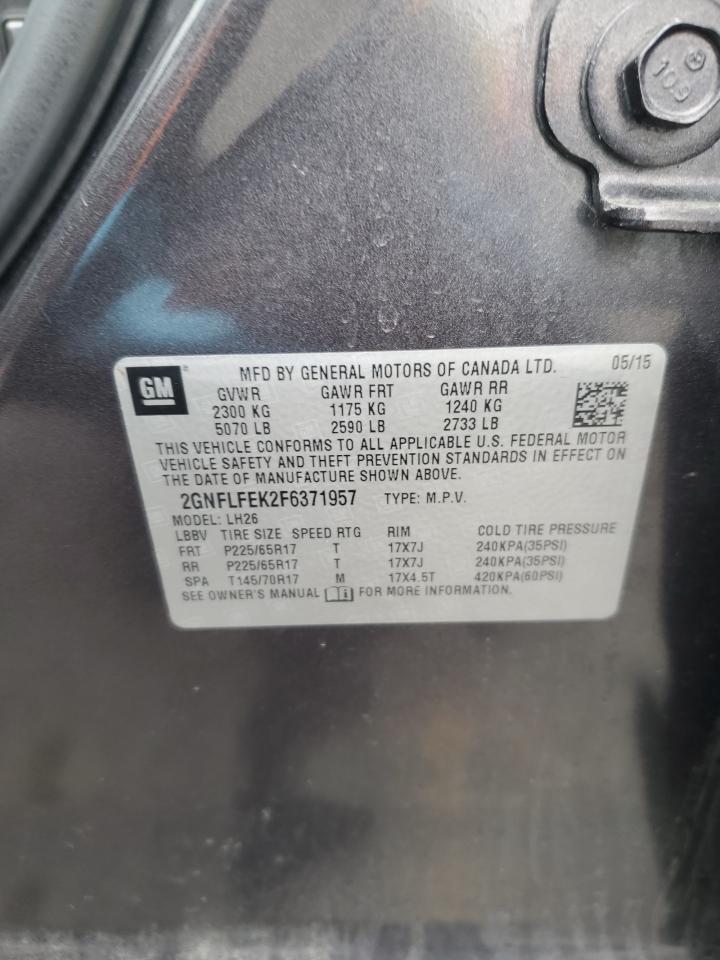 109
GM
MFD BY GENERAL MOTORS OF CANADA LTD. 05/15
GVWR GAWR FRT GAWR RR
2300 KG 1175 KG 1240 KG
5070 LB 2590 LB 2733 LB
THIS VEHICLE CONFORMS TO ALL APPLICABLE U.S. FEDERAL MOTOR
VEHICLE SAFETY AND THEFT PREVENTION STANDARDS IN EFFECT ON
THE DATE OF MANUFACTURE SHOWN ABOVE.
2GNFLFEK2F6371957 TYPE: M.P.V.
MODEL: LH26
LBBV TIRE SIZE SPEED RTG RIM COLD TIRE PRESSURE
FRT P225/65R17 T 17X7J 240KPA(35PSI)
RR P225/65R17 T 17X7J 240KPA(35PSI)
SPA T145/70R17 M 17X4.5T 420KPA(60PSI)
SEE OWNER'S MANUAL FOR MORE INFORMATION.